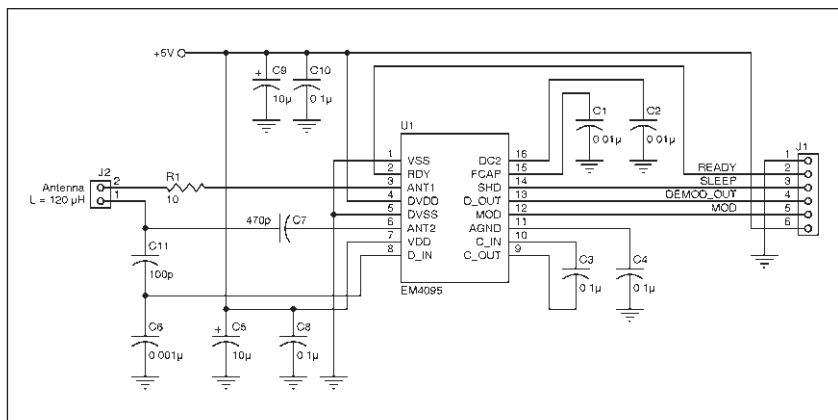 +5V
C9
10µ
C10
0.1µ
C1
0.01µ
C2
0.01µ
U1
J1
J2
Antenna
L = 120 µH
2
1
R1
10
1 VSS DC2 16
2 RDY FCAP 15
3 ANT1 SHD 14
4 DVDD D_OUT 13
5 DVSS MOD 12
6 ANT2 AGND 11
7 VDD C_IN 10
8 D_IN C_OUT 9
EM4095
READY
SLEEP
DEMOD_OUT
MOD
1
2
3
4
5
6
470p
C7
C11
100p
C3
0.1µ
C4
0.1µ
C6
0.001µ
C5
10µ
C8
0.1µ